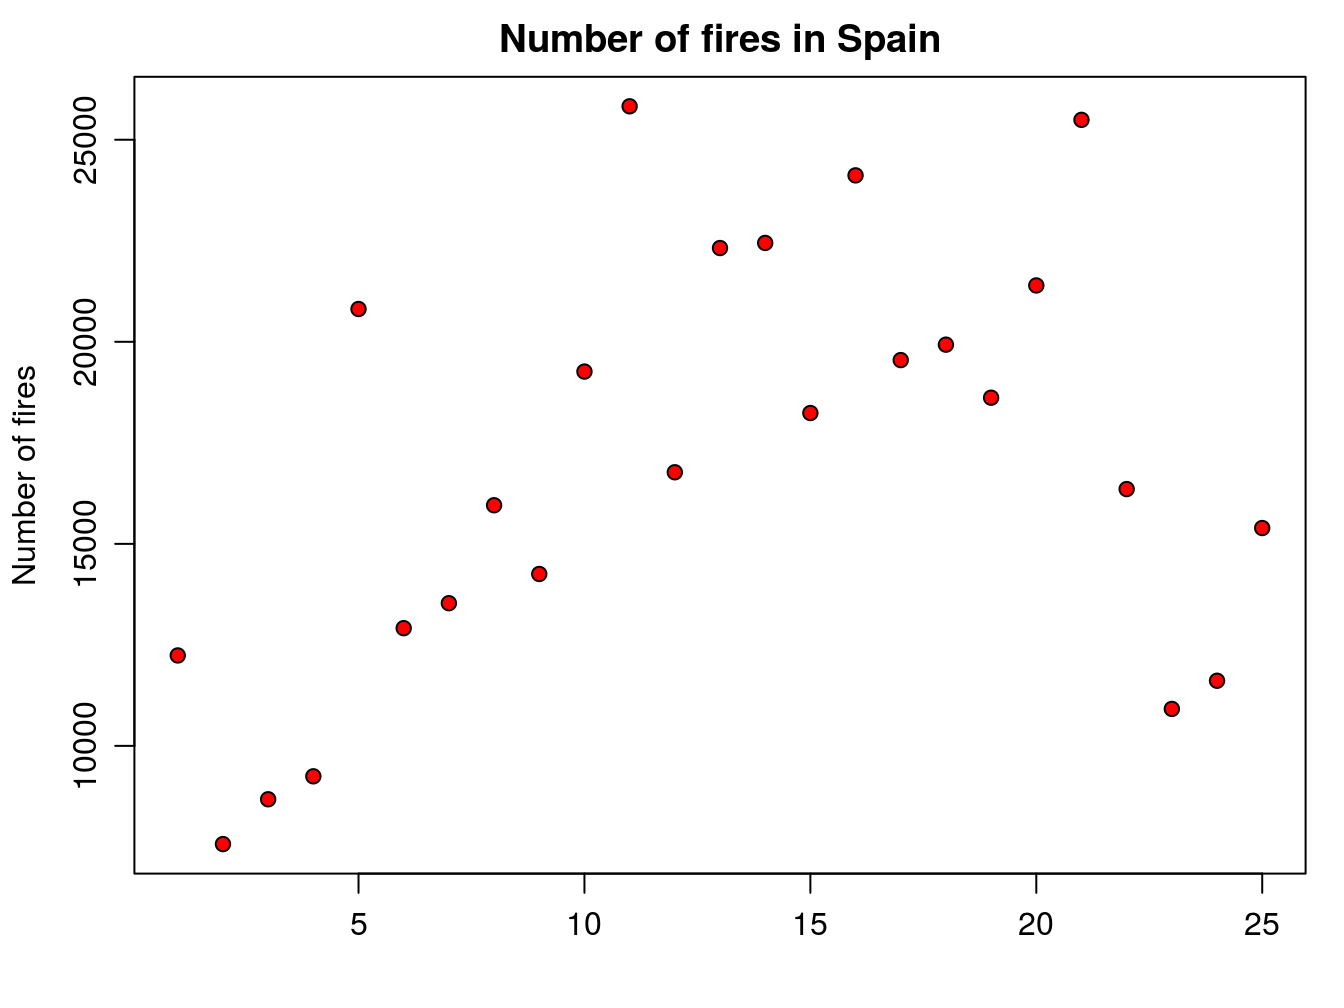 Number of fires in Spain
Number of fires
25000
20000
15000
10000
5 10 15 20 25